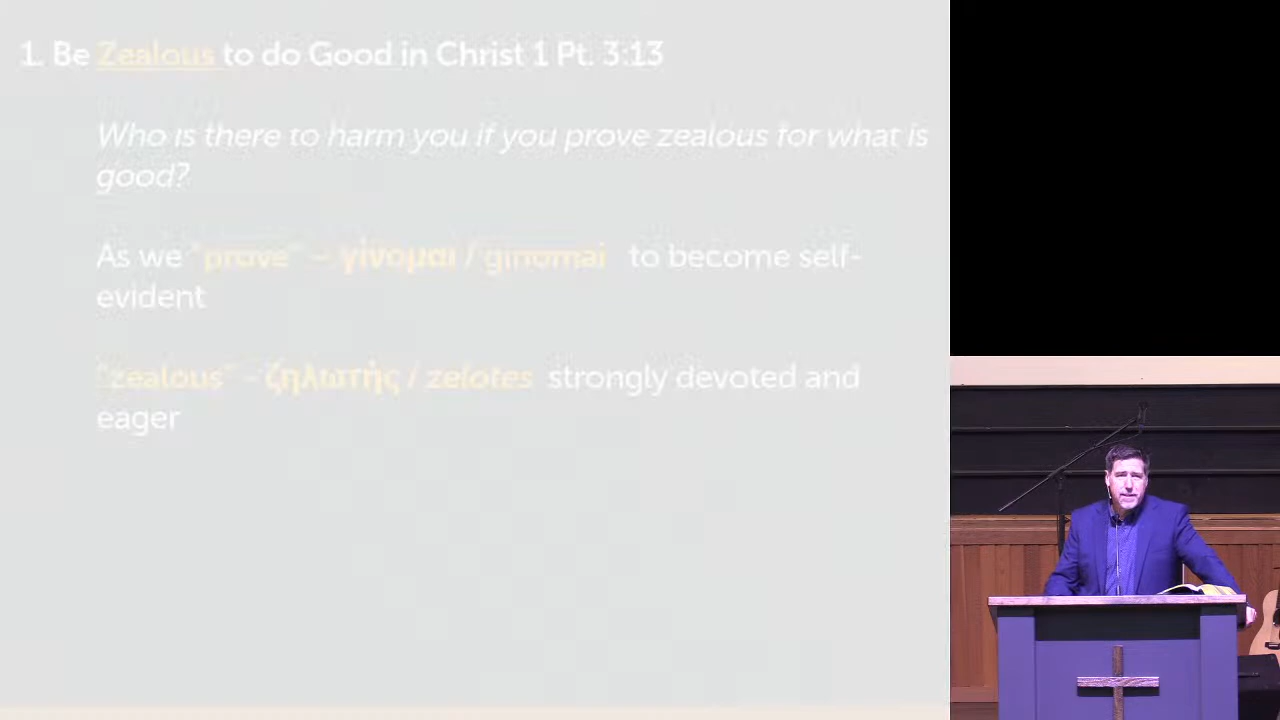 1. Be Zealous to do Good in Christ 1 Pt. 3:13
Who is there to harm you if you prove zealous for what is
good?
As we "prove" – γίνομαι / ginomai to become self-
evident
"zealous" – ζηλωτής / zelotes strongly devoted and
eager